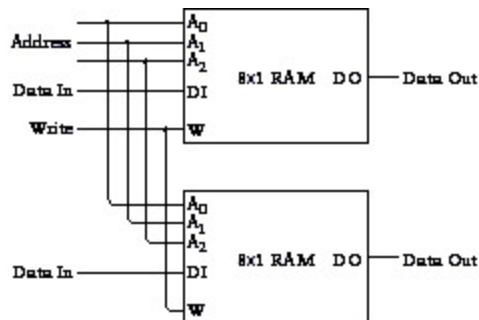 A0
Address A1
A2
8x1 RAM DO Data Out
Data In DI
Write W
A0
A1
A2
8x1 RAM DO Data Out
Data In DI
W